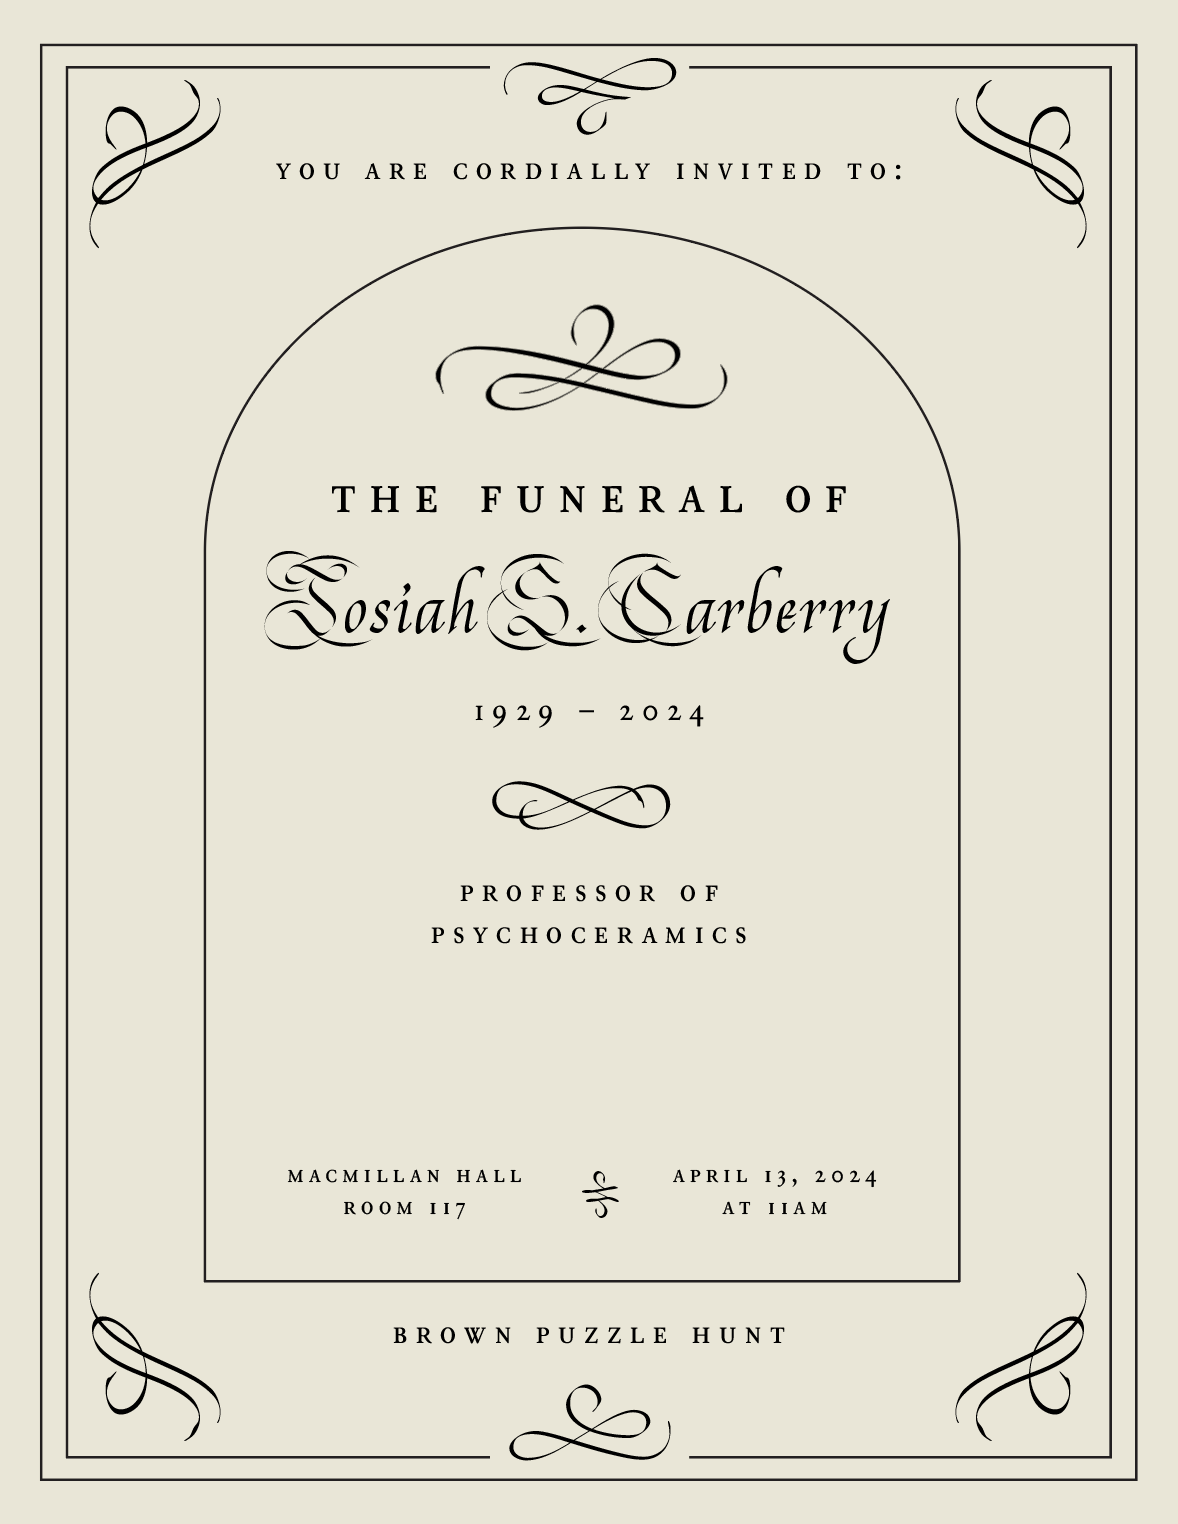 YOU ARE CORDIALLY INVITED TO:
THE FUNERAL OF
Josiah S. Carberry
1929 – 2024
PROFESSOR OF
PSYCHOCERAMICS
MACMILLAN HALL
ROOM 117
APRIL 13, 2024
AT 11AM
BROWN PUZZLE HUNT